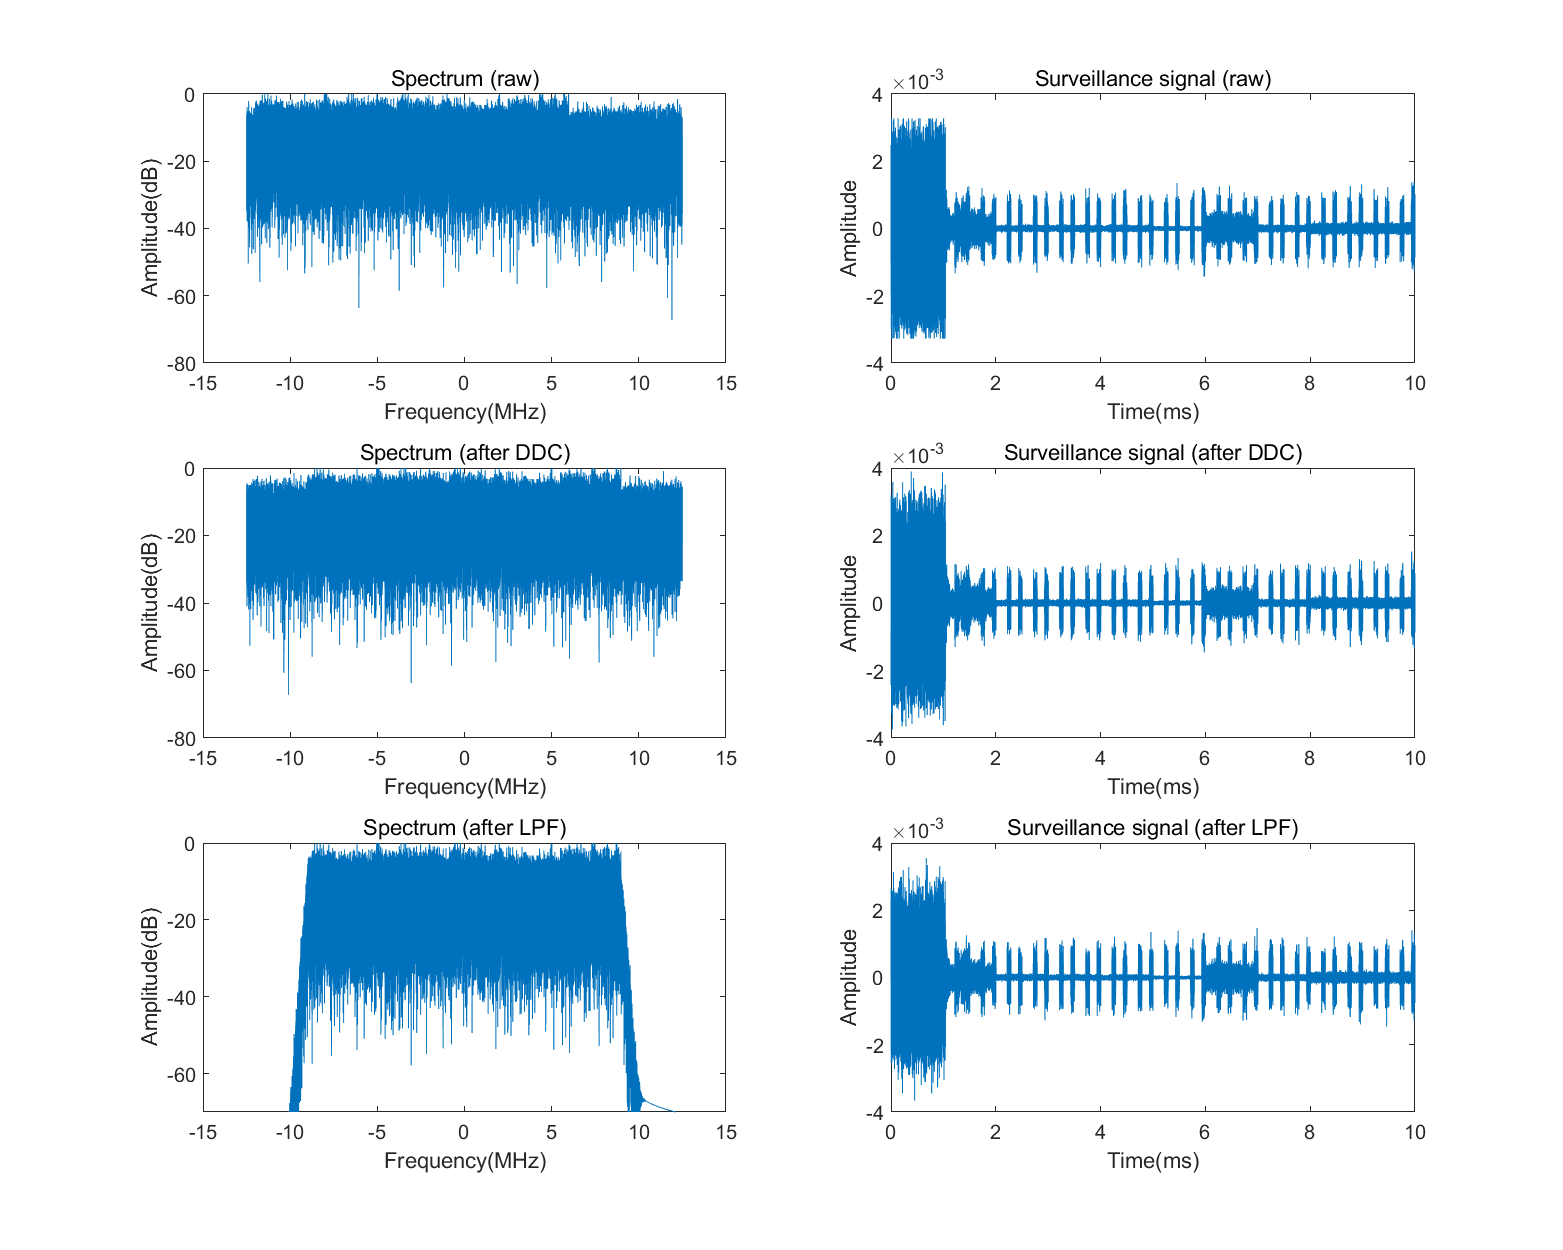 Spectrum (raw)
0
-20
-40
-60
-80
Amplitude(dB)
-15 -10 -5 0 5 10 15
Frequency(MHz)
Surveillance signal (raw)
×10-3
4
2
0
-2
-4
Amplitude
0 2 4 6 8 10
Time(ms)
Spectrum (after DDC)
0
-20
-40
-60
-80
Amplitude(dB)
-15 -10 -5 0 5 10 15
Frequency(MHz)
Surveillance signal (after DDC)
×10-3
4
2
0
-2
-4
Amplitude
0 2 4 6 8 10
Time(ms)
Spectrum (after LPF)
0
-20
-40
-60
Amplitude(dB)
-15 -10 -5 0 5 10 15
Frequency(MHz)
Surveillance signal (after LPF)
×10-3
4
2
0
-2
-4
Amplitude
0 2 4 6 8 10
Time(ms)